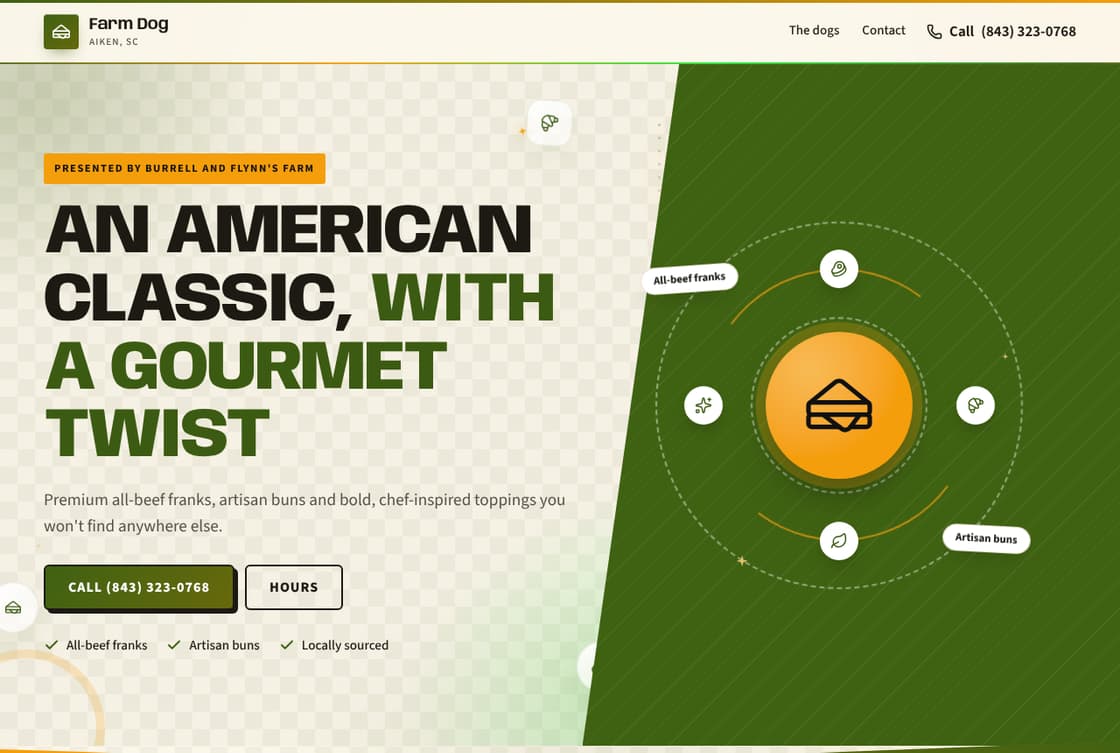 Farm Dog
AIKEN, SC
The dogs
Contact
Call (843) 323-0768
PRESENTED BY BURRELL AND FLYNN'S FARM
AN AMERICAN
CLASSIC, WITH
A GOURMET
TWIST
Premium all-beef franks, artisan buns and bold, chef-inspired toppings you
won't find anywhere else.
CALL (843) 323-0768
HOURS
All-beef franks
Artisan buns
Locally sourced
All-beef franks
Artisan buns